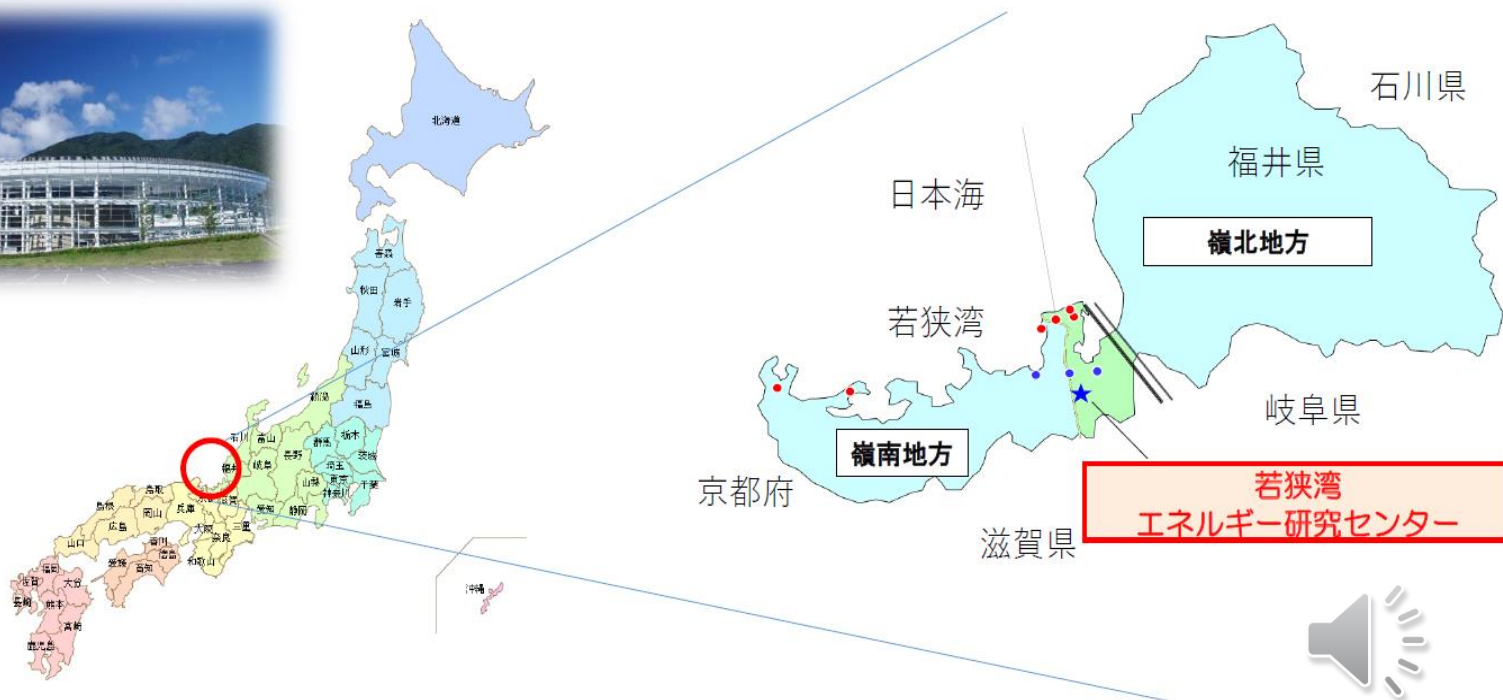 北海道
青森
秋田
岩手
山形
宮城
福島
新潟
石川
富山
福井
岐阜
長野
群馬
栃木
茨城
埼玉
東京
千葉
神奈川
山梨
静岡
愛知
三重
滋賀
奈良
和歌山
大阪
兵庫
鳥取
島根
岡山
広島
山口
香川
徳島
愛媛
高知
福岡
佐賀
長崎
大分
熊本
宮崎
鹿児島
沖縄
石川県
福井県
日本海
嶺北地方
若狭湾
岐阜県
嶺南地方
京都府
滋賀県
若狭湾
エネルギー研究センター